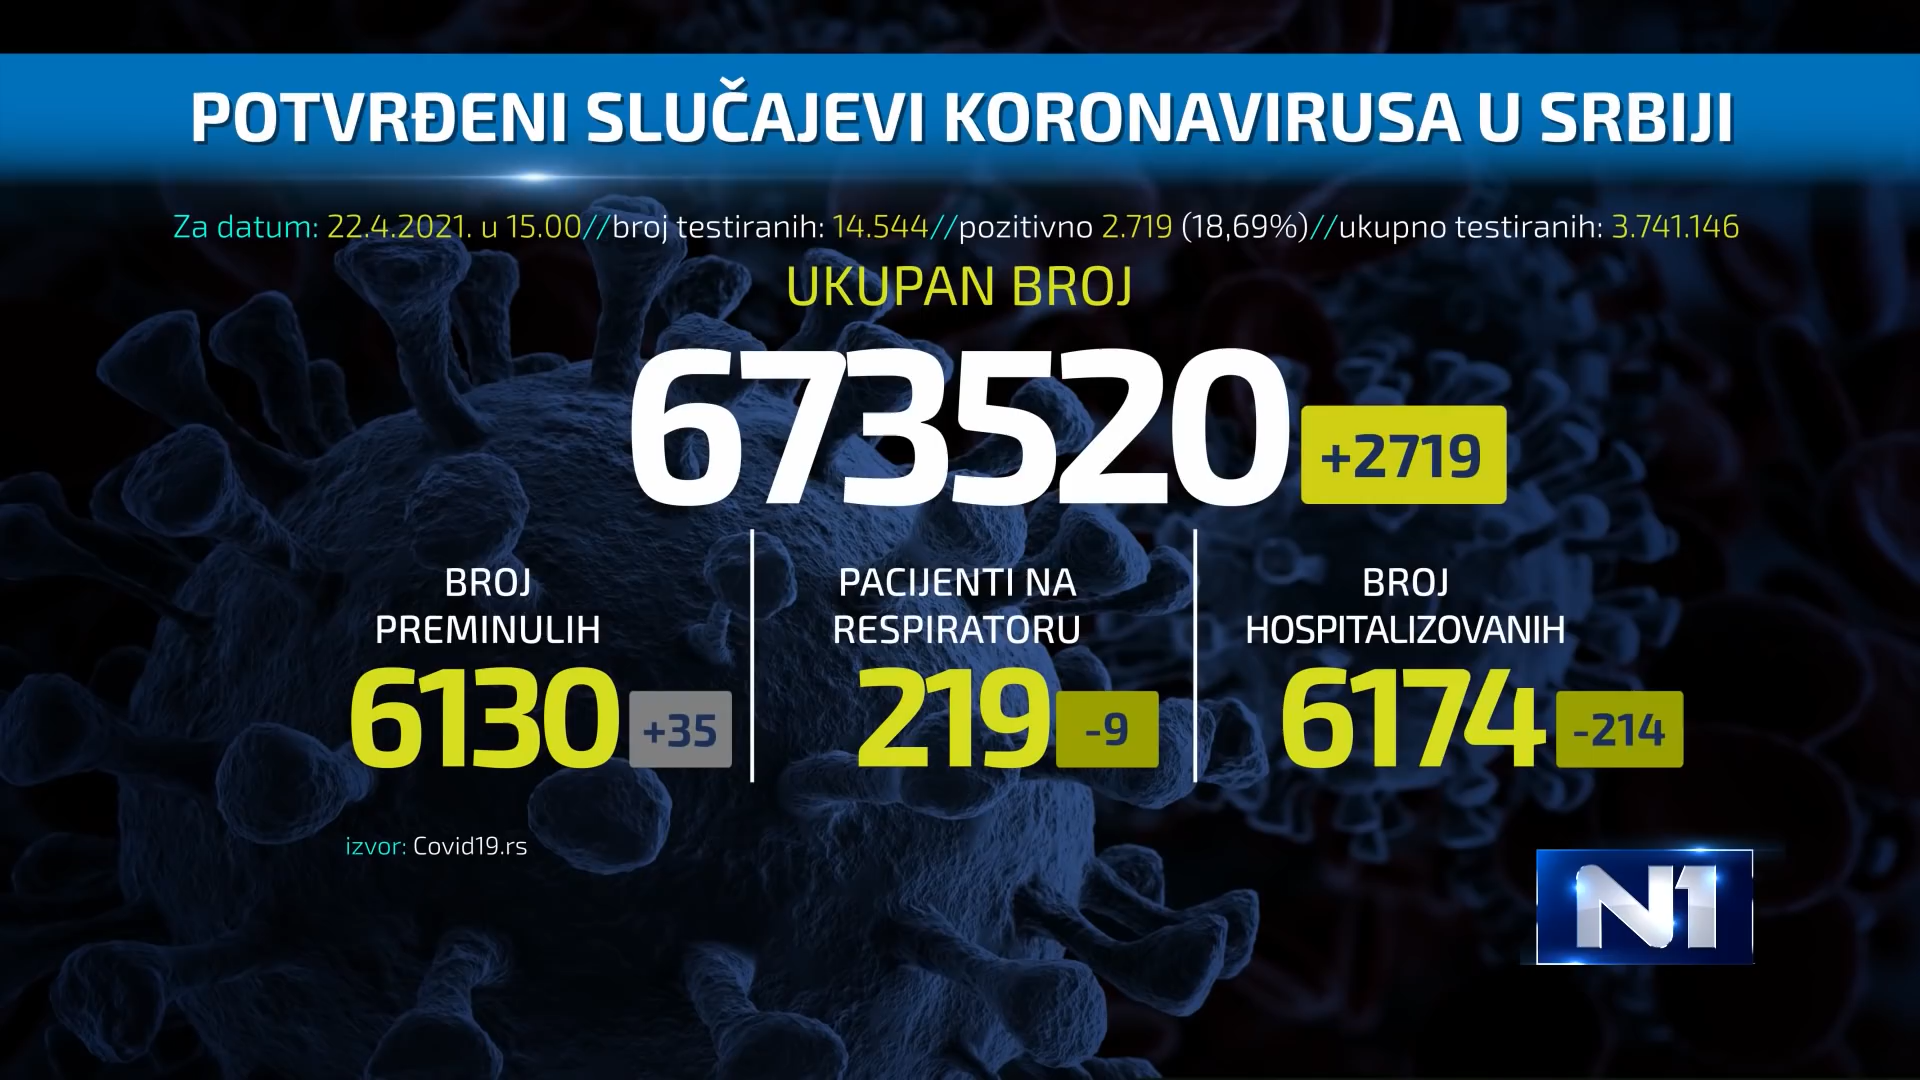 POTVRĐENI SLUČAJEVI KORONAVIRUSA U SRBIJI
Za datum: 22.4.2021. u 15.00//broj testiranih: 14.544//pozitivno 2.719 (18,69%)//ukupno testiranih: 3.741.146
UKUPAN BROJ
673520 +2719
BROJ
PREMINULIH
6130 +35
PACIJENTI NA
RESPIRATORU
219 -9
BROJ
HOSPITALIZOVANIH
6174 -214
izvor: Covid19.rs
N1